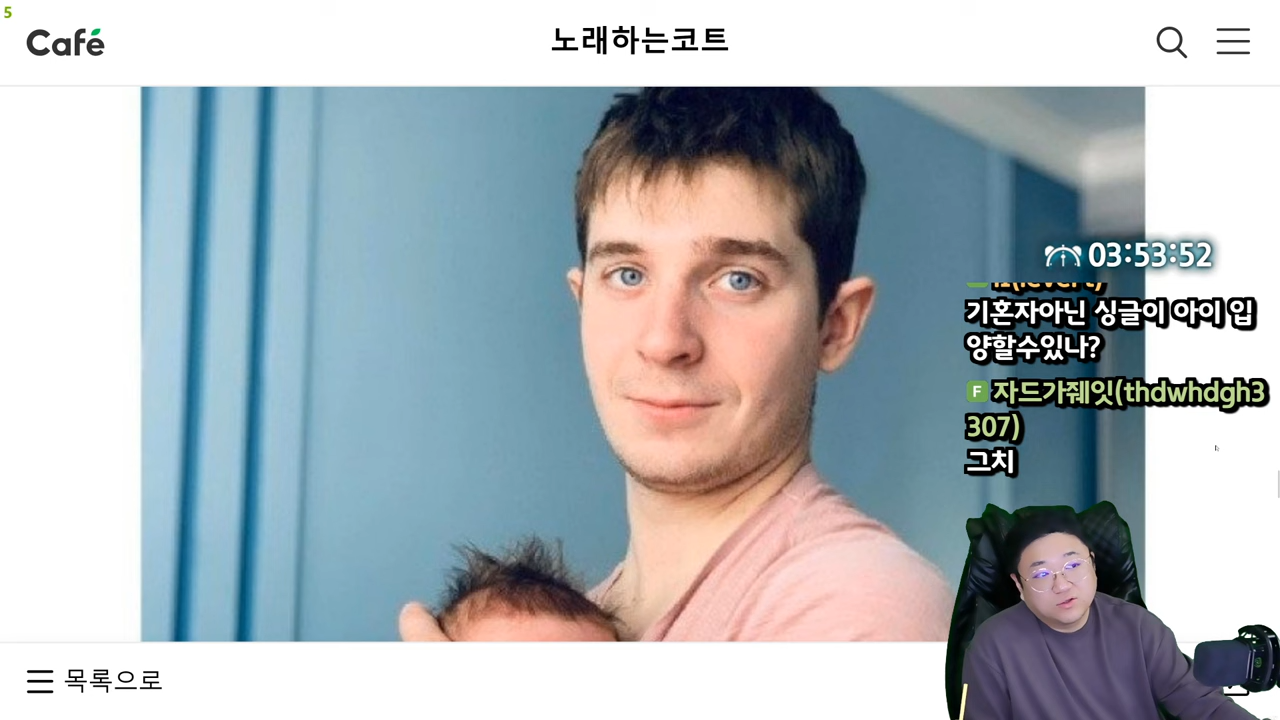 5
Café
노래하는코트
03:53:52
기혼자아닌 싱글이 아이 입
양할수있나?
F 자드가줴잇(thdwhdgh3
307)
그치
목록으로